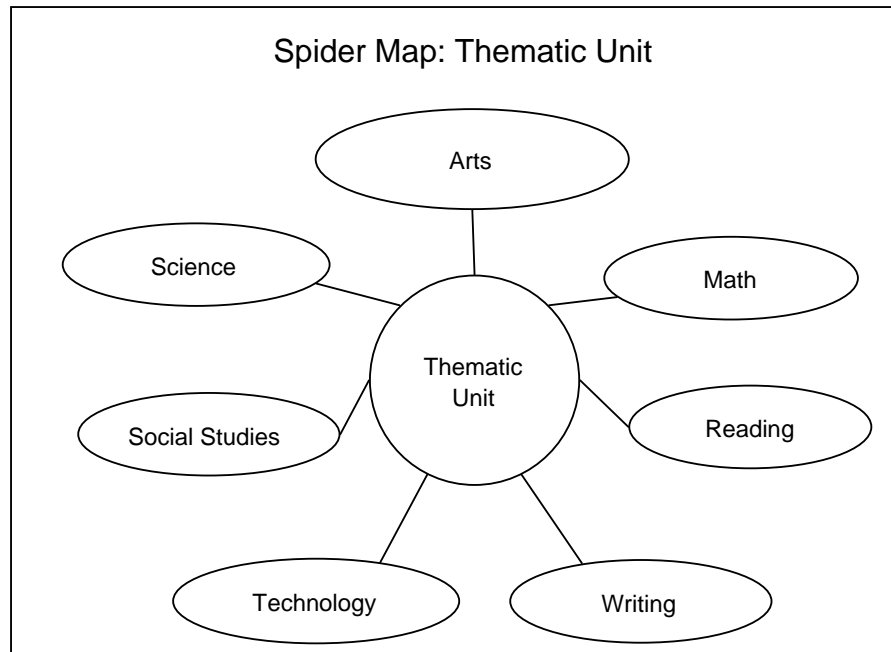 Spider Map: Thematic Unit
Arts
Science
Math
Thematic
Unit
Social Studies
Reading
Technology
Writing